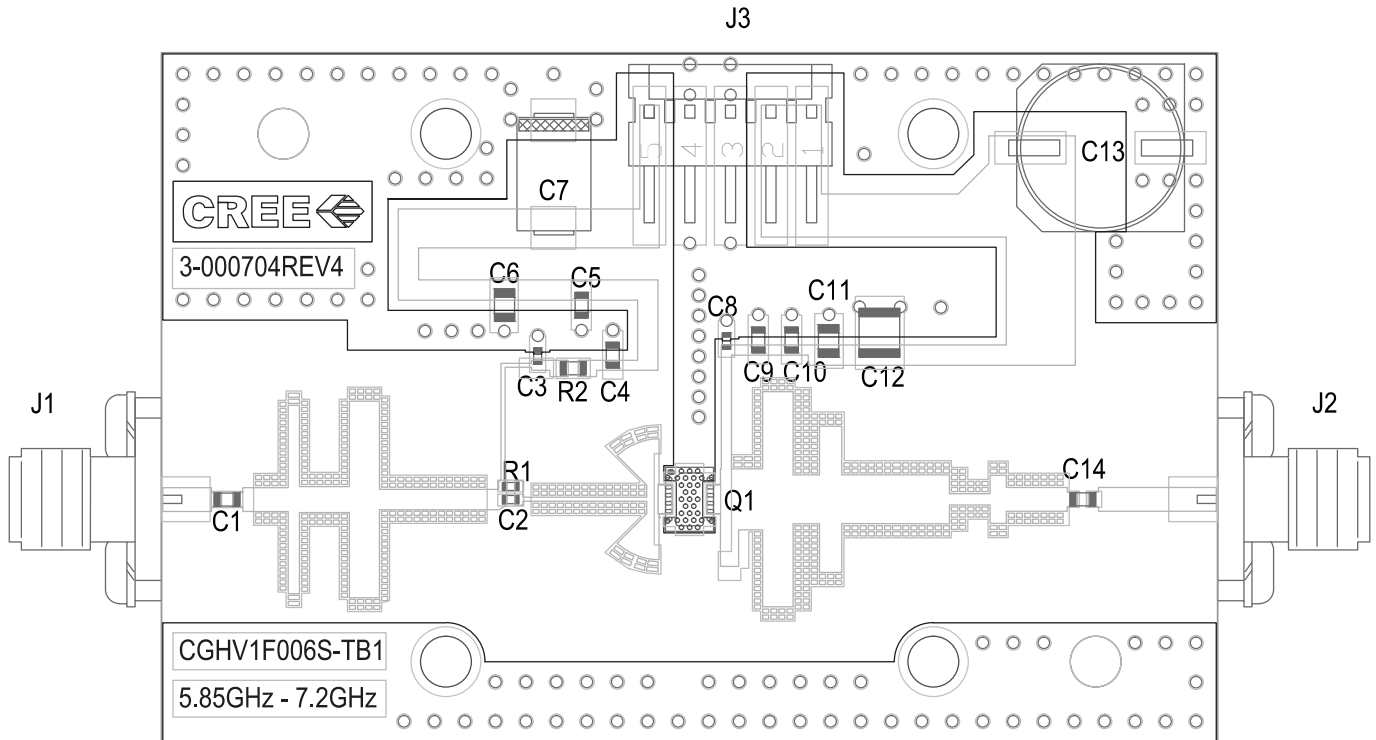 J3
5 4 3 2 1
C13
C7
CREE
3-000704REV4
C6 C5
C8 C11
C3 R2 C4
C9 C10 C12
J1 J2
R1
C1 C2 Q1 C14
CGHV1F006S-TB1
5.85GHz - 7.2GHz